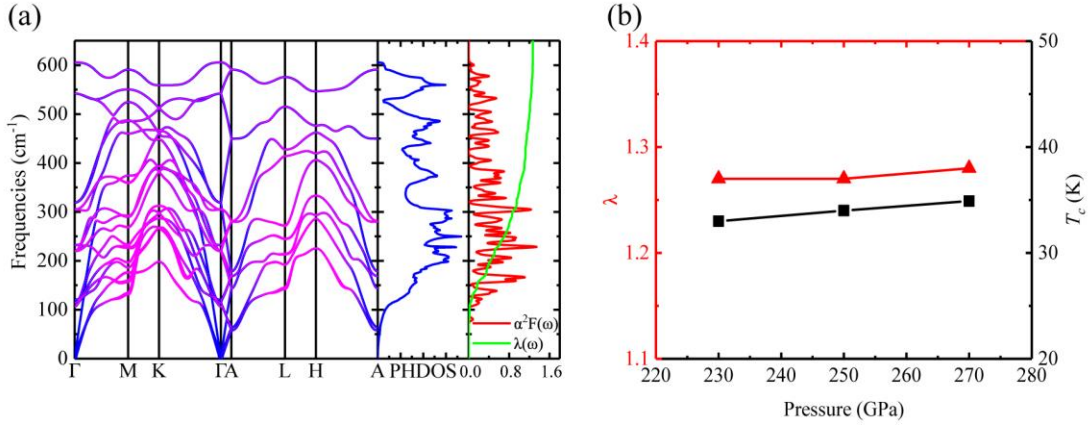 (a)
Frequencies (cm⁻¹)
600
500
400
300
200
100
0
Γ M K Γ A L H A PHDOS 0.0 0.8 1.6
α²F(ω)
λ(ω)
(b)
λ
1.4
1.3
1.2
1.1
50
40
30
20
T_c (K)
220 230 240 250 260 270 280
Pressure (GPa)